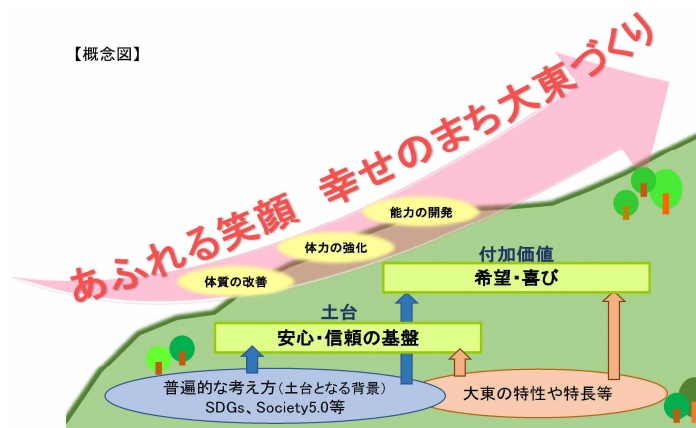 【概念図】
あふれる笑顔　幸せのまち大東づくり
能力の開発
体力の強化
体質の改善
付加価値
希望・喜び
土台
安心・信頼の基盤
普遍的な考え方（土台となる背景）
SDGs、Society5.0等
大東の特性や特長等